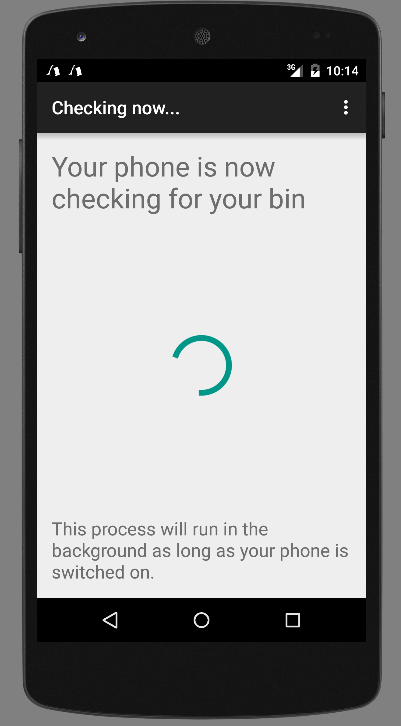 3G 10:14
Checking now...
Your phone is now
checking for your bin
This process will run in the
background as long as your phone is
switched on.